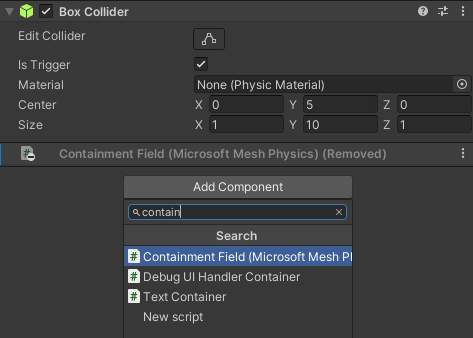 Box Collider
Edit Collider
Is Trigger
Material None (Physic Material)
Center X 0 Y 5 Z 0
Size X 1 Y 10 Z 1
Containment Field (Microsoft Mesh Physics) (Removed)
Add Component
contain
Search
Containment Field (Microsoft Mesh Pl
Debug UI Handler Container
Text Container
New script